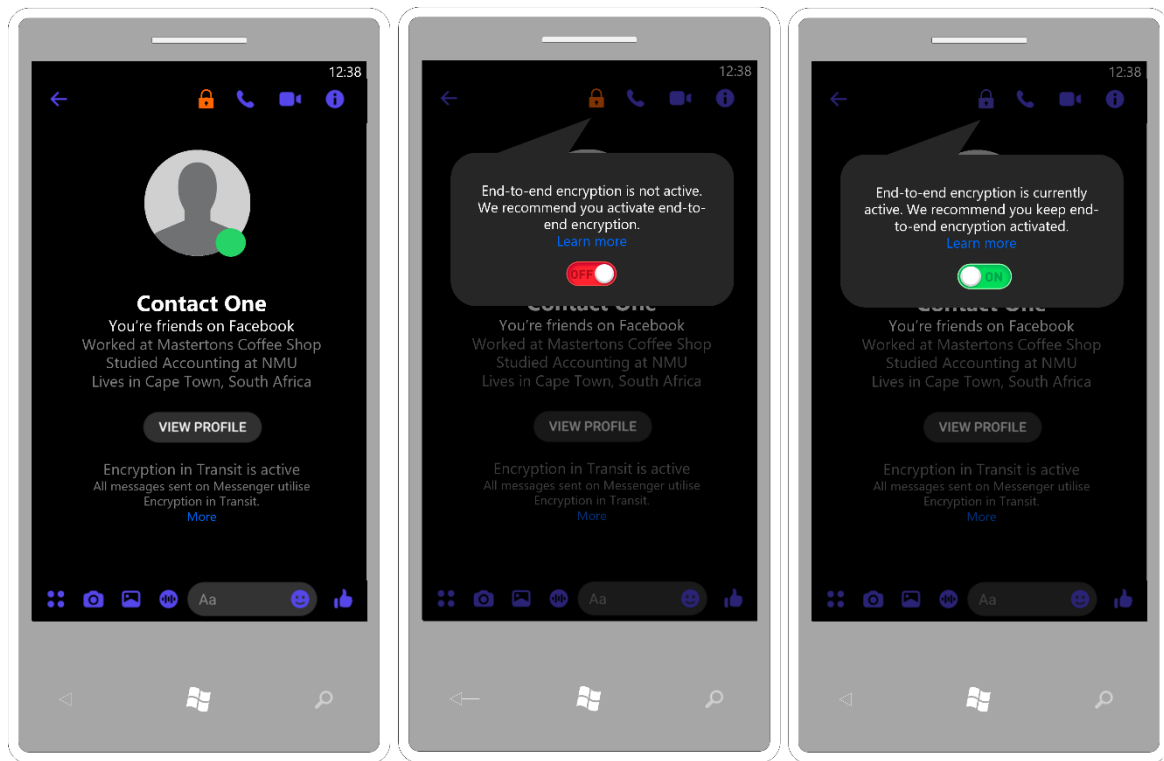 12:38
Contact One
You're friends on Facebook
Worked at Mastertons Coffee Shop
Studied Accounting at NMU
Lives in Cape Town, South Africa
VIEW PROFILE
Encryption in Transit is active
All messages sent on Messenger utilise
Encryption in Transit.
More
Aa
12:38
End-to-end encryption is not active.
We recommend you activate end-to-
end encryption.
Learn more
OFF
Contact One
You're friends on Facebook
Worked at Mastertons Coffee Shop
Studied Accounting at NMU
Lives in Cape Town, South Africa
VIEW PROFILE
Encryption in Transit is active
All messages sent on Messenger utilise
Encryption in Transit.
More
Aa
12:38
End-to-end encryption is currently
active. We recommend you keep end-
to-end encryption activated.
Learn more
ON
Contact One
You're friends on Facebook
Worked at Mastertons Coffee Shop
Studied Accounting at NMU
Lives in Cape Town, South Africa
VIEW PROFILE
Encryption in Transit is active
All messages sent on Messenger utilise
Encryption in Transit.
More
Aa